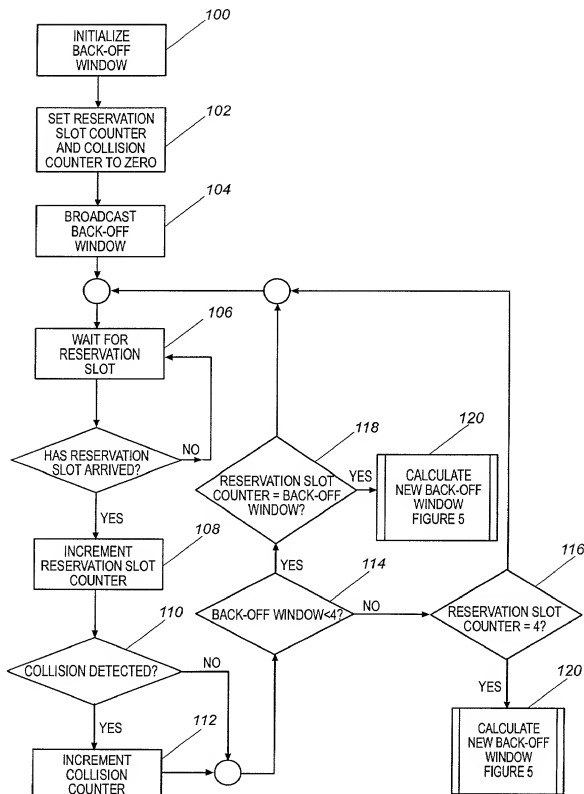 100
INITIALIZE
BACK-OFF
WINDOW
102
SET RESERVATION
SLOT COUNTER
AND COLLISION
COUNTER TO ZERO
104
BROADCAST
BACK-OFF
WINDOW
106
WAIT FOR
RESERVATION
SLOT
HAS RESERVATION
SLOT ARRIVED?
NO
YES
108
INCREMENT
RESERVATION SLOT
COUNTER
110
COLLISION DETECTED?
NO
YES
112
INCREMENT
COLLISION
COUNTER
114
BACK-OFF WINDOW<4?
YES
NO
118
RESERVATION SLOT
COUNTER = BACK-OFF
WINDOW?
YES
120
CALCULATE
NEW BACK-OFF
WINDOW
FIGURE 5
116
RESERVATION SLOT
COUNTER = 4?
YES
120
CALCULATE
NEW BACK-OFF
WINDOW
FIGURE 5